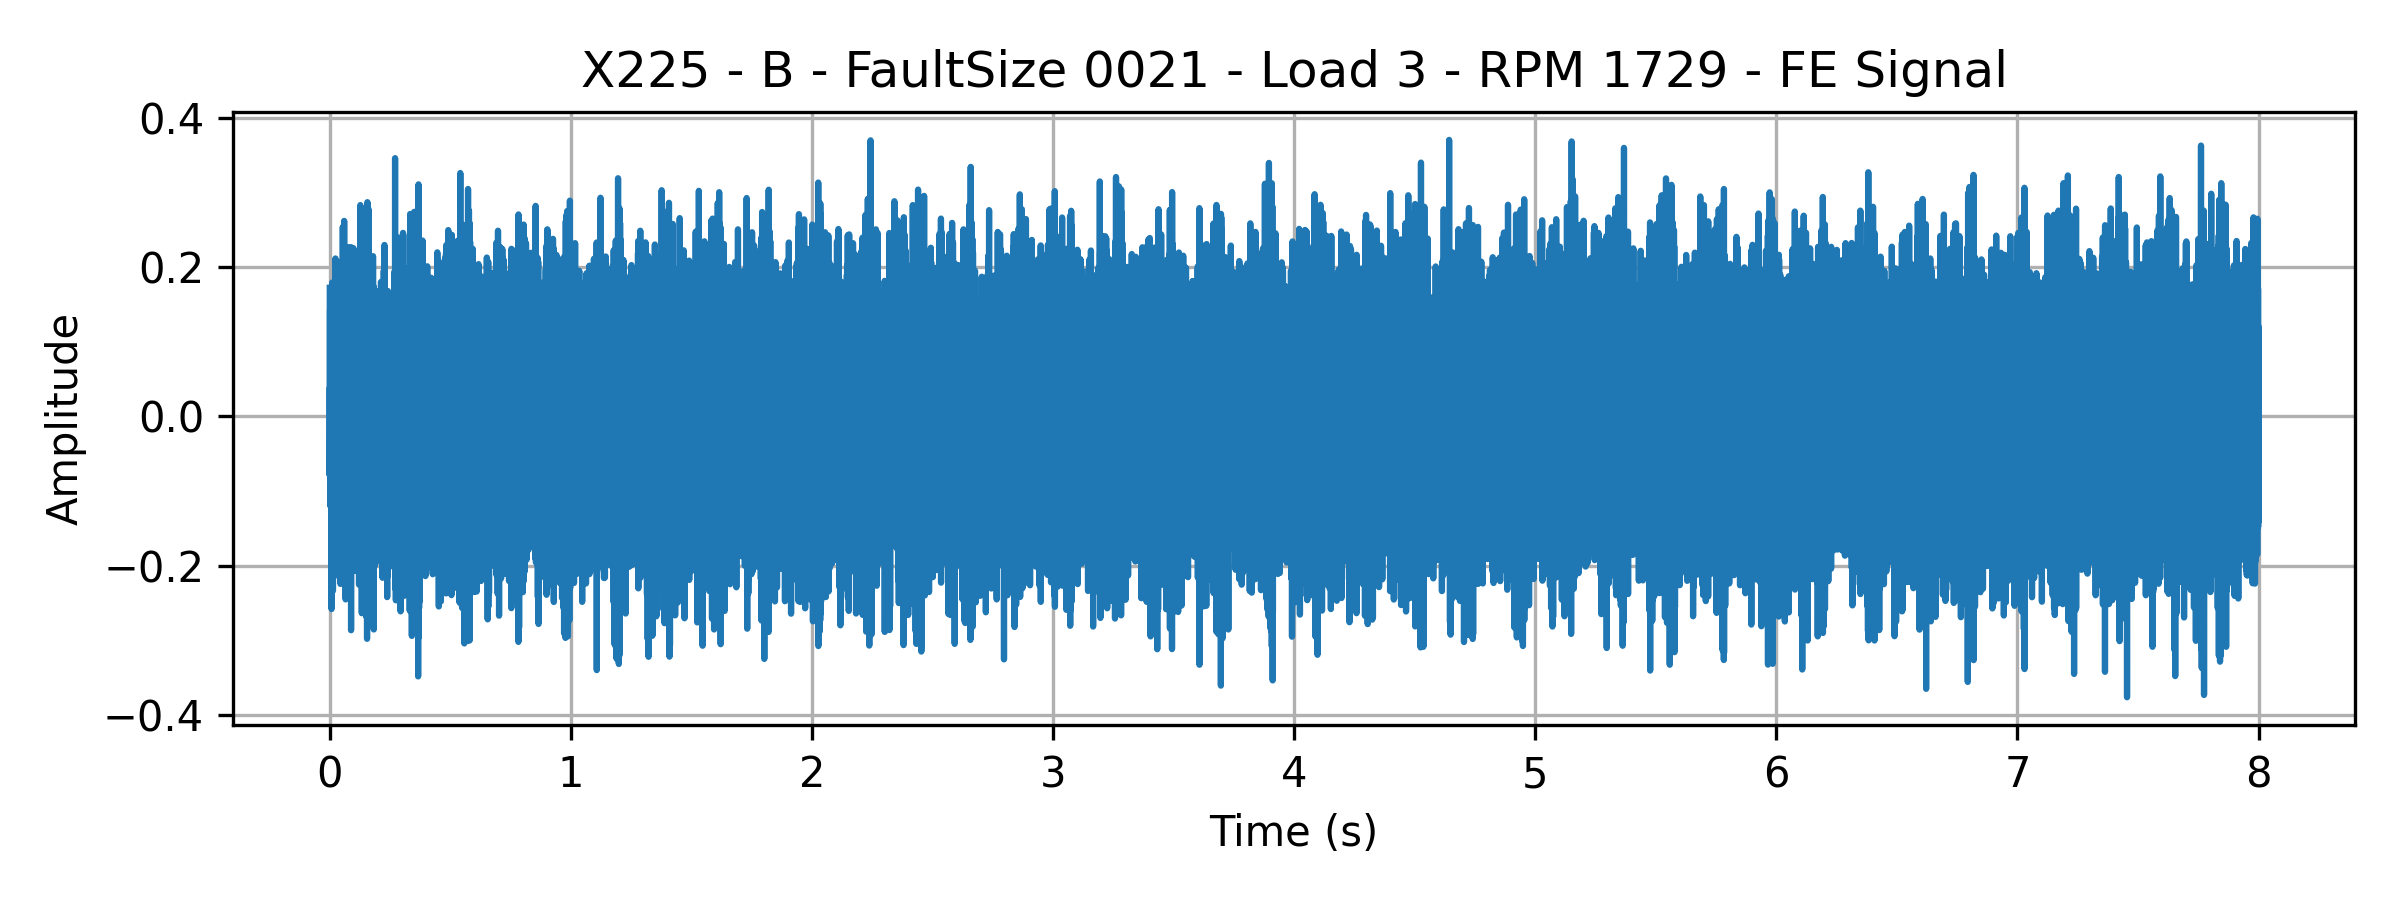 X225 - B - FaultSize 0021 - Load 3 - RPM 1729 - FE Signal
0.4
0.2
0.0
−0.2
−0.4
Amplitude
0 1 2 3 4 5 6 7 8
Time (s)